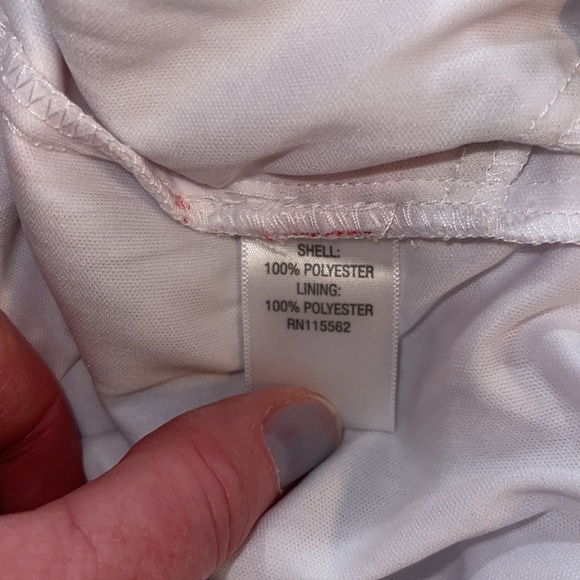 SHELL:
100% POLYESTER
LINING:
100% POLYESTER
RN115562